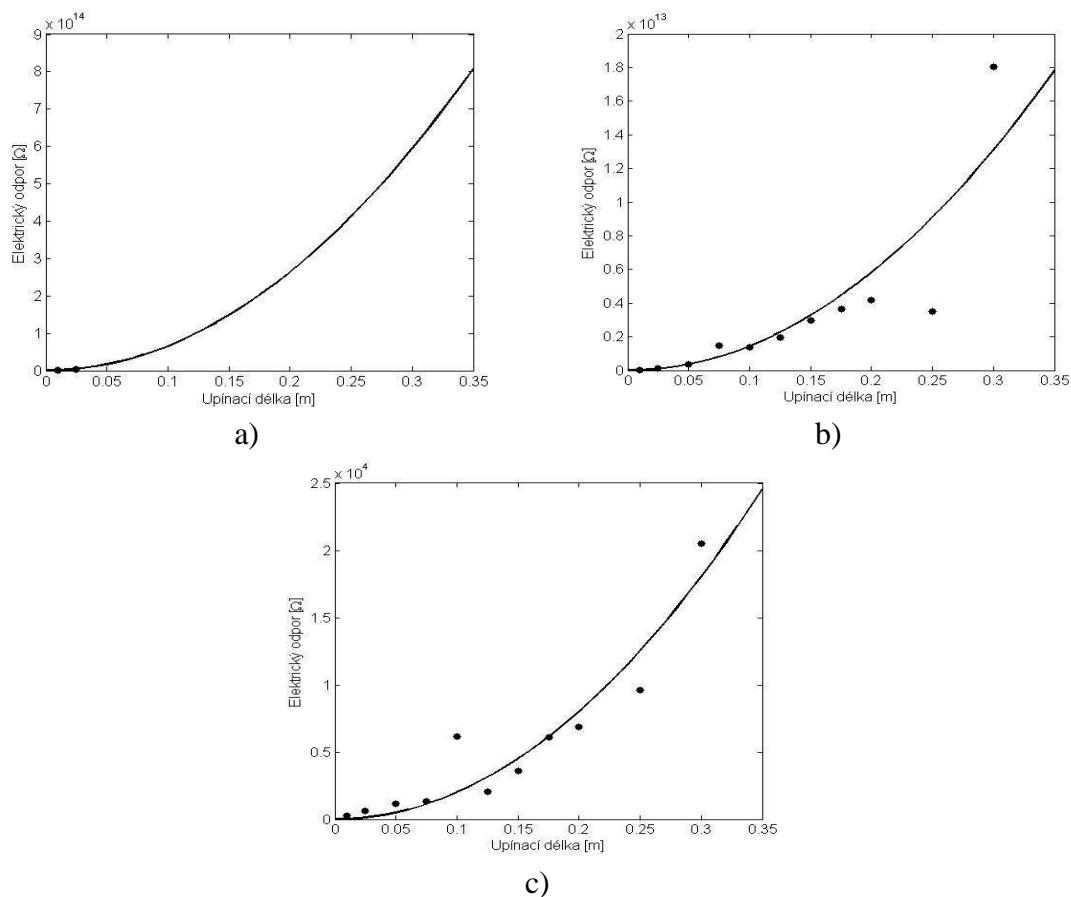 x 10^14
9
8
7
6
5
4
3
2
1
0
Elektrický odpor [Ω]
0 0.05 0.1 0.15 0.2 0.25 0.3 0.35
Upínací délka [m]
a)
x 10^13
2
1.8
1.6
1.4
1.2
1
0.8
0.6
0.4
0.2
0
Elektrický odpor [Ω]
0 0.05 0.1 0.15 0.2 0.25 0.3 0.35
Upínací délka [m]
b)
x 10^4
2.5
2
1.5
1
0.5
0
Elektrický odpor [Ω]
0 0.05 0.1 0.15 0.2 0.25 0.3 0.35
Upínací délka [m]
c)